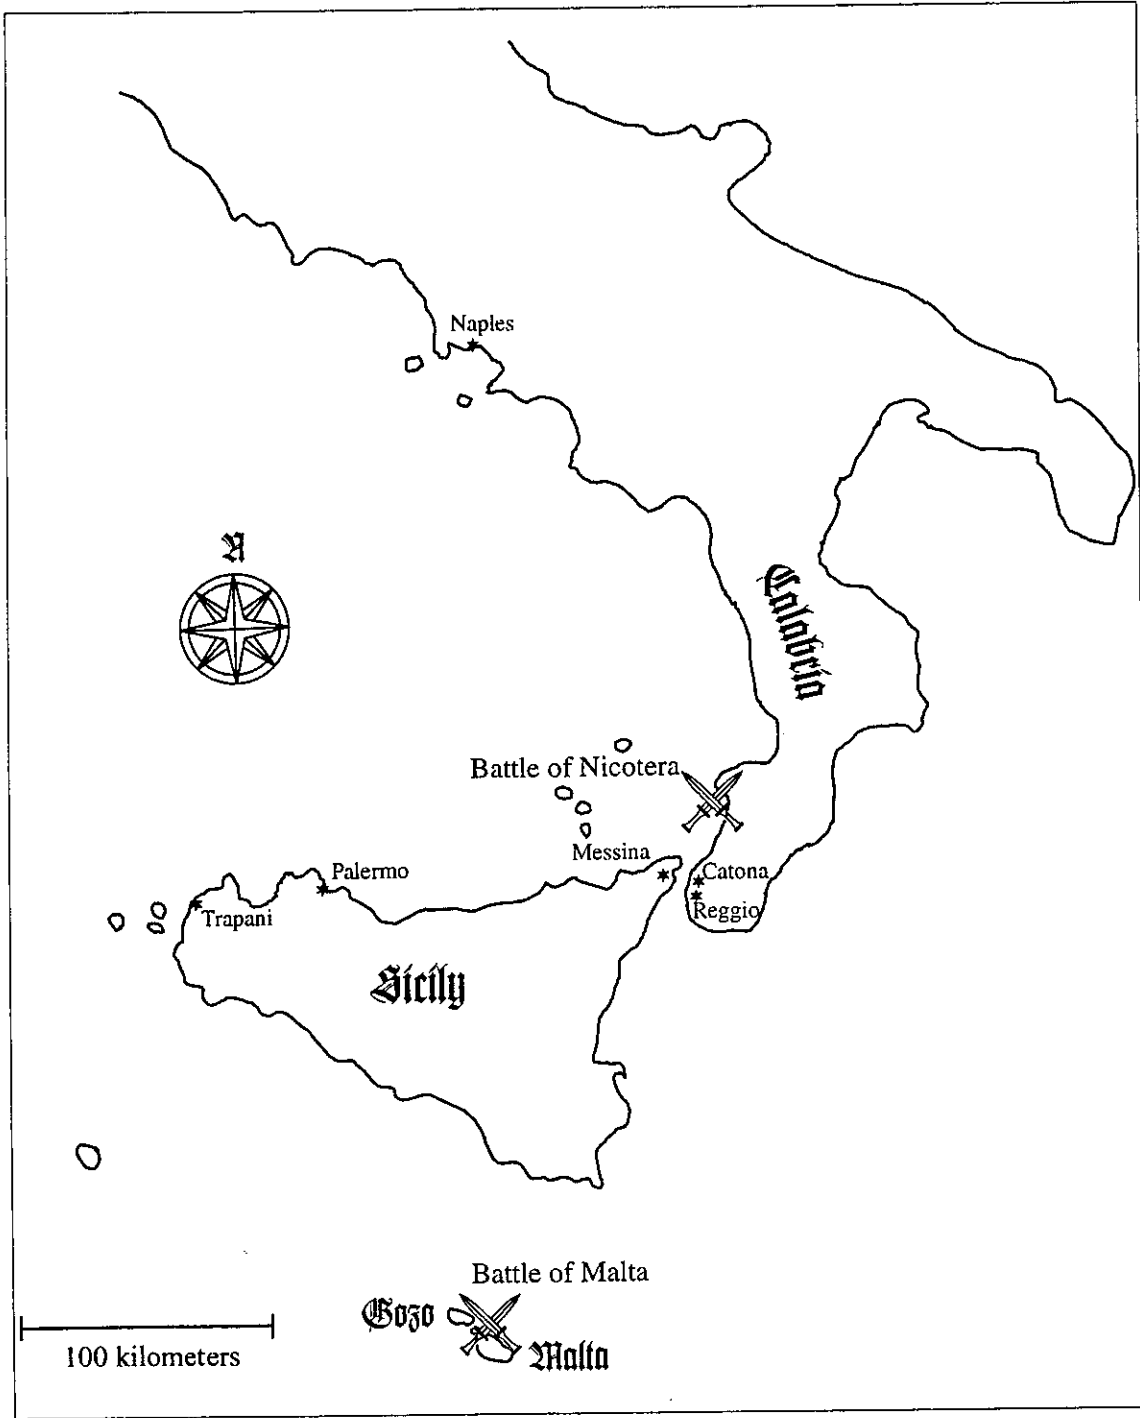 Naples
N
Calabria
Battle of Nicotera
Messina
Palermo
Catona
Trapani
Reggio
Sicily
Battle of Malta
Gozo
Malta
100 kilometers